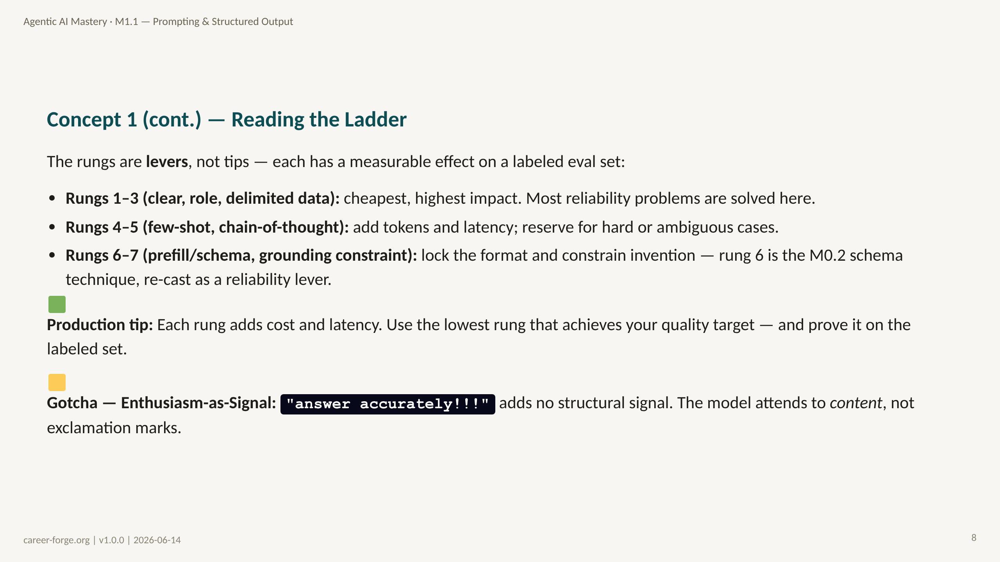 Agentic AI Mastery · M1.1 — Prompting & Structured Output
Concept 1 (cont.) — Reading the Ladder
The rungs are levers, not tips — each has a measurable effect on a labeled eval set:
• Rungs 1–3 (clear, role, delimited data): cheapest, highest impact. Most reliability problems are solved here.
• Rungs 4–5 (few-shot, chain-of-thought): add tokens and latency; reserve for hard or ambiguous cases.
• Rungs 6–7 (prefill/schema, grounding constraint): lock the format and constrain invention — rung 6 is the M0.2 schema
technique, re-cast as a reliability lever.
Production tip: Each rung adds cost and latency. Use the lowest rung that achieves your quality target — and prove it on the
labeled set.
Gotcha — Enthusiasm-as-Signal: "answer accurately!!!" adds no structural signal. The model attends to content, not
exclamation marks.
career-forge.org | v1.0.0 | 2026-06-14
8